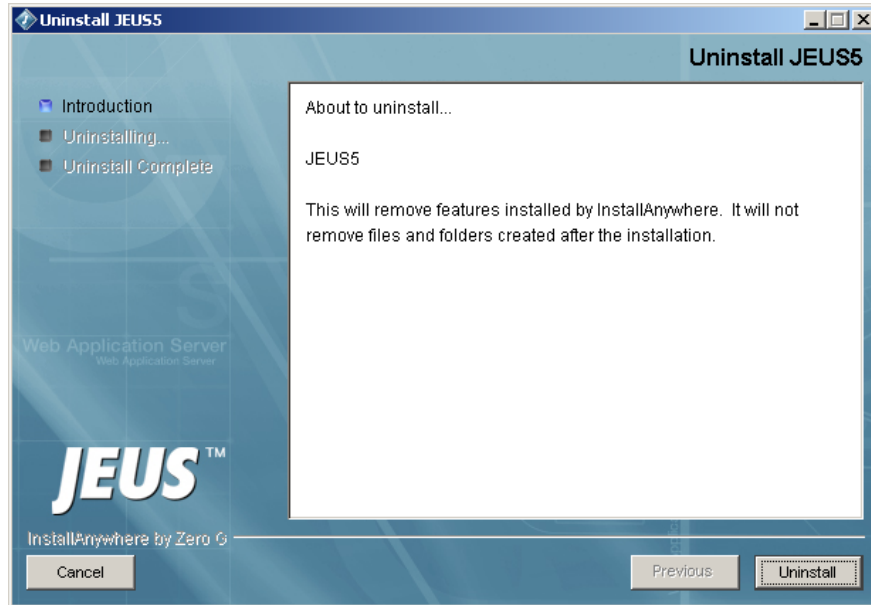 Uninstall JEUS5
Uninstall JEUS5
Introduction
Uninstalling...
Uninstall Complete
About to uninstall...
JEUS5
This will remove features installed by InstallAnywhere. It will not
remove files and folders created after the installation.
Web Application Server
Web Application Server
JEUS™
InstallAnywhere by Zero G
Cancel
Previous
Uninstall